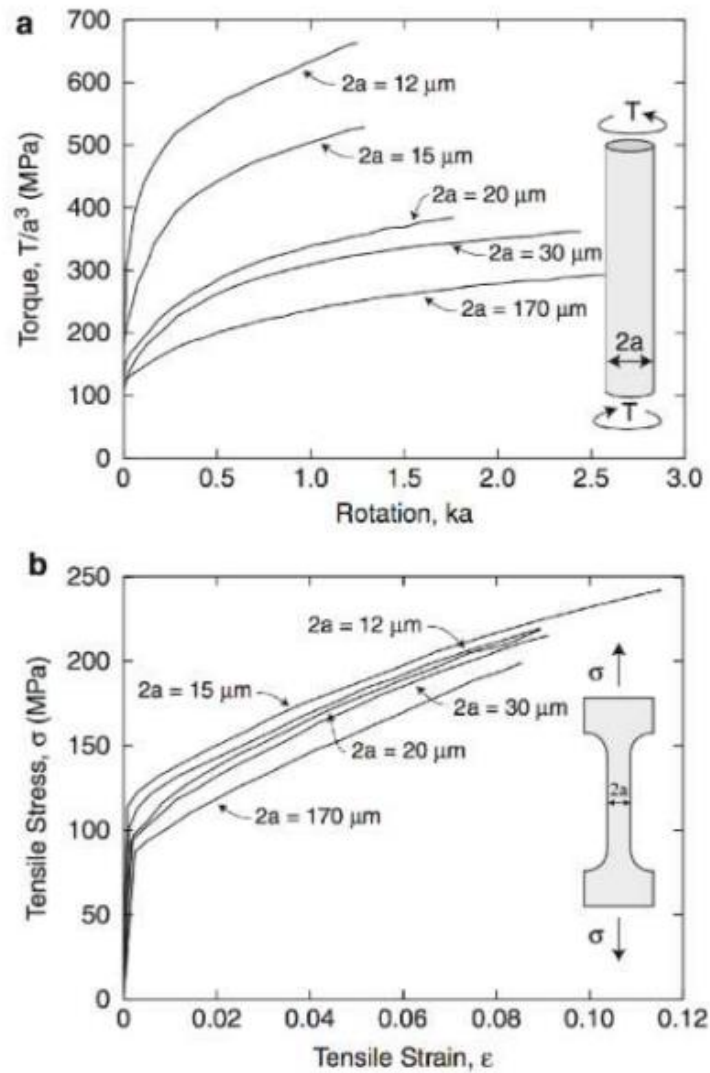 a
700
600
500
400
300
200
100
0
Torque, T/a³ (MPa)
2a = 12 μm
2a = 15 μm
2a = 20 μm
2a = 30 μm
2a = 170 μm
T
2a
T
0 0.5 1.0 1.5 2.0 2.5 3.0
Rotation, ka
b
250
200
150
100
50
0
Tensile Stress, σ (MPa)
2a = 12 μm
2a = 15 μm
2a = 30 μm
2a = 20 μm
2a = 170 μm
σ
2a
σ
0 0.02 0.04 0.06 0.08 0.10 0.12
Tensile Strain, ε